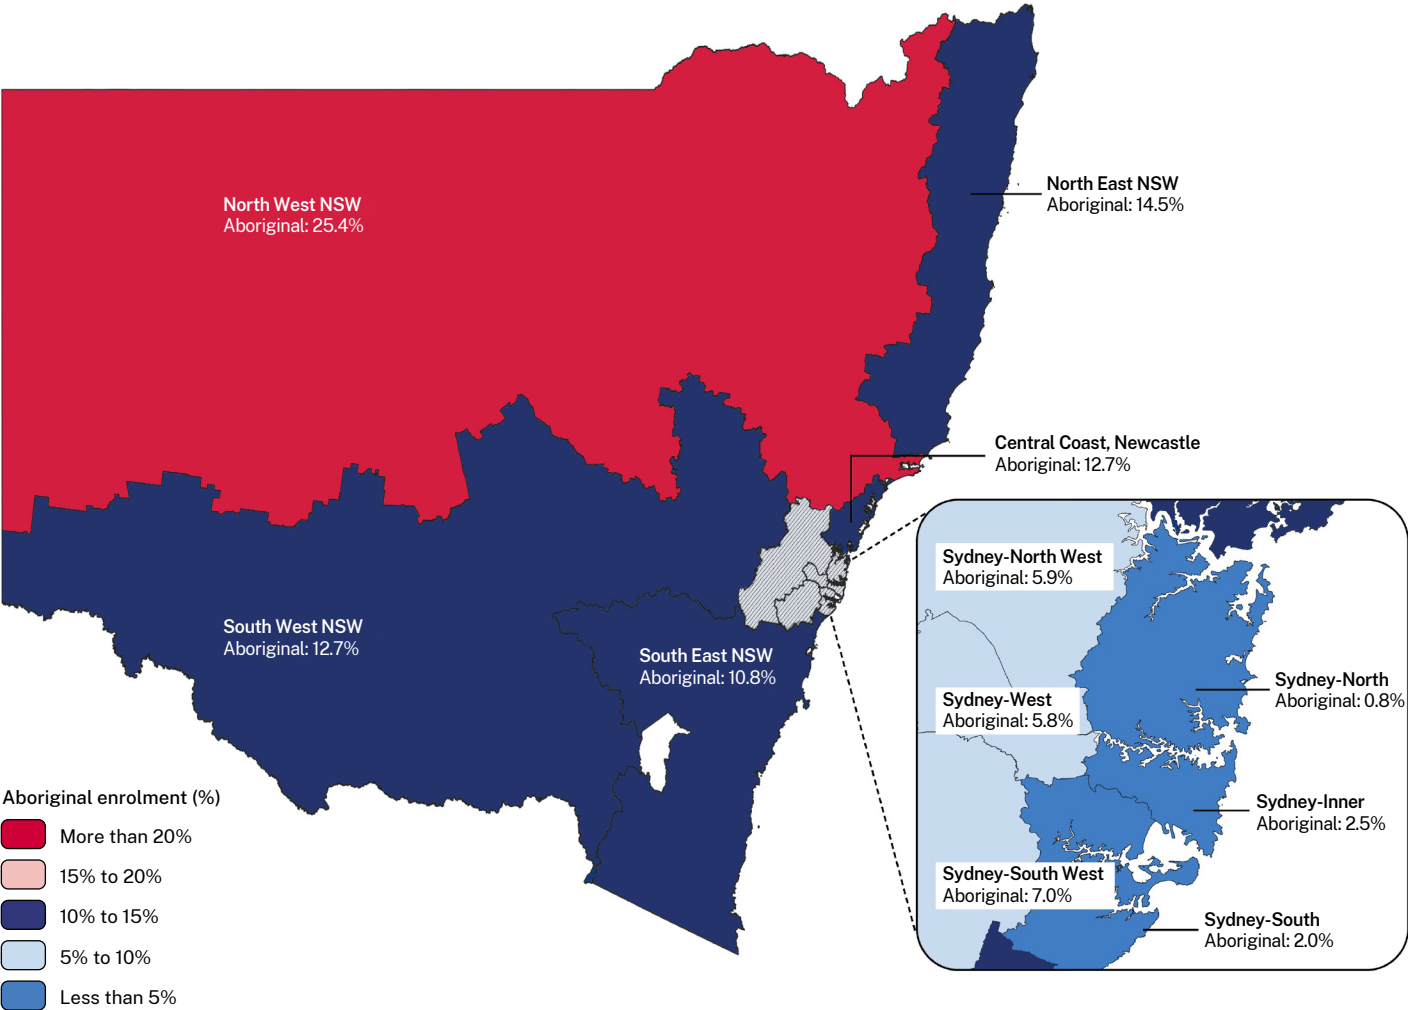 North West NSW
Aboriginal: 25.4%
North East NSW
Aboriginal: 14.5%
Central Coast, Newcastle
Aboriginal: 12.7%
South West NSW
Aboriginal: 12.7%
South East NSW
Aboriginal: 10.8%
Sydney-North West
Aboriginal: 5.9%
Sydney-West
Aboriginal: 5.8%
Sydney-North
Aboriginal: 0.8%
Sydney-Inner
Aboriginal: 2.5%
Sydney-South West
Aboriginal: 7.0%
Sydney-South
Aboriginal: 2.0%
Aboriginal enrolment (%)
More than 20%
15% to 20%
10% to 15%
5% to 10%
Less than 5%